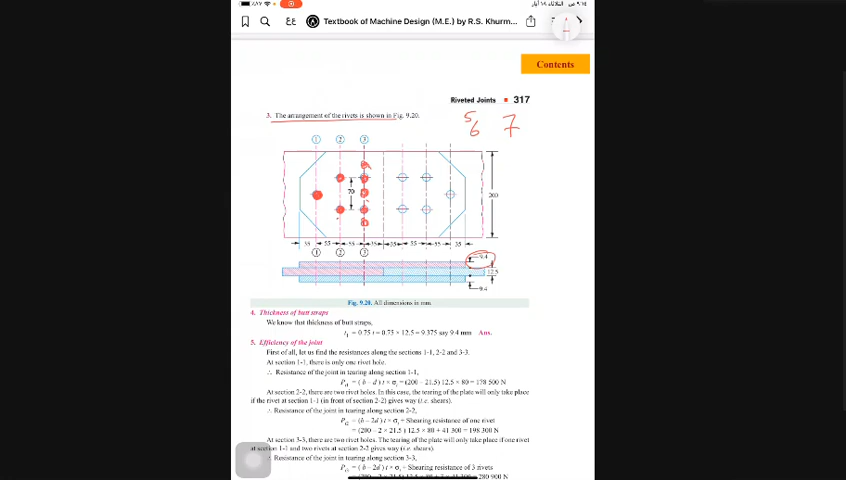 ٩:١٥ ص الثلاثاء ١٩ أيار
٪٨٧
ع ع Textbook of Machine Design (M.E.) by R.S. Khurm...
Contents
Riveted Joints ■ 317
3. The arrangement of the rivets is shown in Fig. 9.20.
5 6 7
1 2 3
70
200
35 55 55 35 35 55 55 35
1 2 3
9.4
12.5
9.4
Fig. 9.20. All dimensions in mm.
4. Thickness of butt straps
We know that thickness of butt straps,
t1 = 0.75 t = 0.75 × 12.5 = 9.375 say 9.4 mm Ans.
5. Efficiency of the joint
First of all, let us find the resistances along the sections 1-1, 2-2 and 3-3.
At section 1-1, there is only one rivet hole.
∴ Resistance of the joint in tearing along section 1-1,
= ( b – d ) t × σt = (200 – 21.5) 12.5 × 80 = 178 500 N
At section 2-2, there are two rivet holes. In this case, the tearing of the plate will only take place
if the rivet at section 1-1 (in front of section 2-2) gives way (i.e. shears).
∴ Resistance of the joint in tearing along section 2-2,
= (b – 2d ) t × σt + Shearing resistance of one rivet
= (200 – 2 × 21.5) 12.5 × 80 + 41 300 = 198 300 N
At section 3-3, there are two rivet holes. The tearing of the plate will only take place if one rivet
at section 1-1 and two rivets at section 2-2 gives way (i.e. shears).
∴ Resistance of the joint in tearing along section 3-3,
= (b – 2d ) t × σt + Shearing resistance of 3 rivets
280 900 N